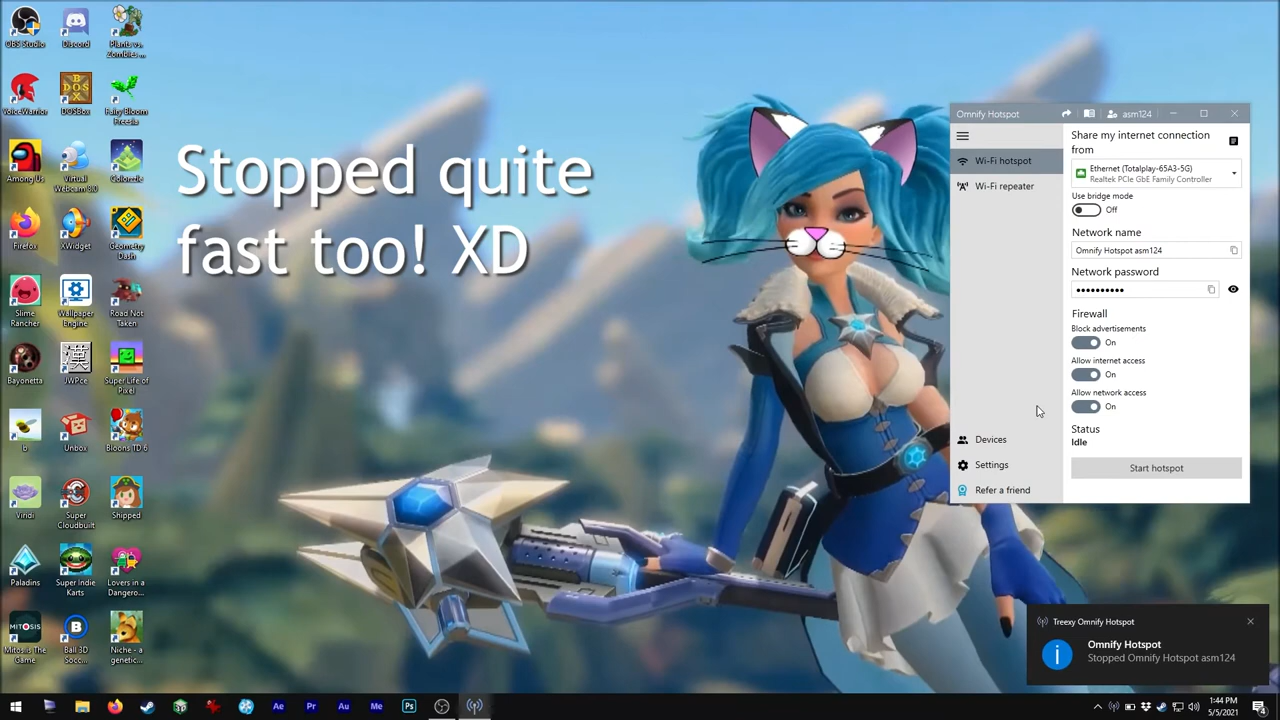 OBS Studio
Discord
Plants vs.
Zombies ...
VoiceWarrior
DOSBox
Fairy Bloom
Freesie
Among Us
Virtual
Webcam 8.0
Colorzzle
Firefox
XWidget
Geometry
Dash
Slime
Rancher
Wallpaper
Engine
Road Not
Taken
Bayonetta
漢
JWPce
Super Life of
Pixel
b
Unbox
Bloons TD 6
Viridi
Super
Cloudbuilt
Shipped
Paladins
Super Indie
Karts
Lovers in a
Dangero...
MITOSIS
Mitos.is The
Game
B
Ball 3D
Socc...
Niche - a
genetic...
Stopped quite
fast too! XD
Omnify Hotspot
asm124
Wi-Fi hotspot
Wi-Fi repeater
Devices
Settings
Refer a friend
Share my internet connection
from
Ethernet (Totalplay-65A3-5G)
Realtek PCIe GbE Family Controller
Use bridge mode
Off
Network name
Omnify Hotspot asm124
Network password
Firewall
Block advertisements
On
Allow internet access
On
Allow network access
On
Status
Idle
Start hotspot
Treexy Omnify Hotspot
Omnify Hotspot
Stopped Omnify Hotspot asm124
Ae
Pr
Au
Me
Ps
1:44 PM
5/5/2021